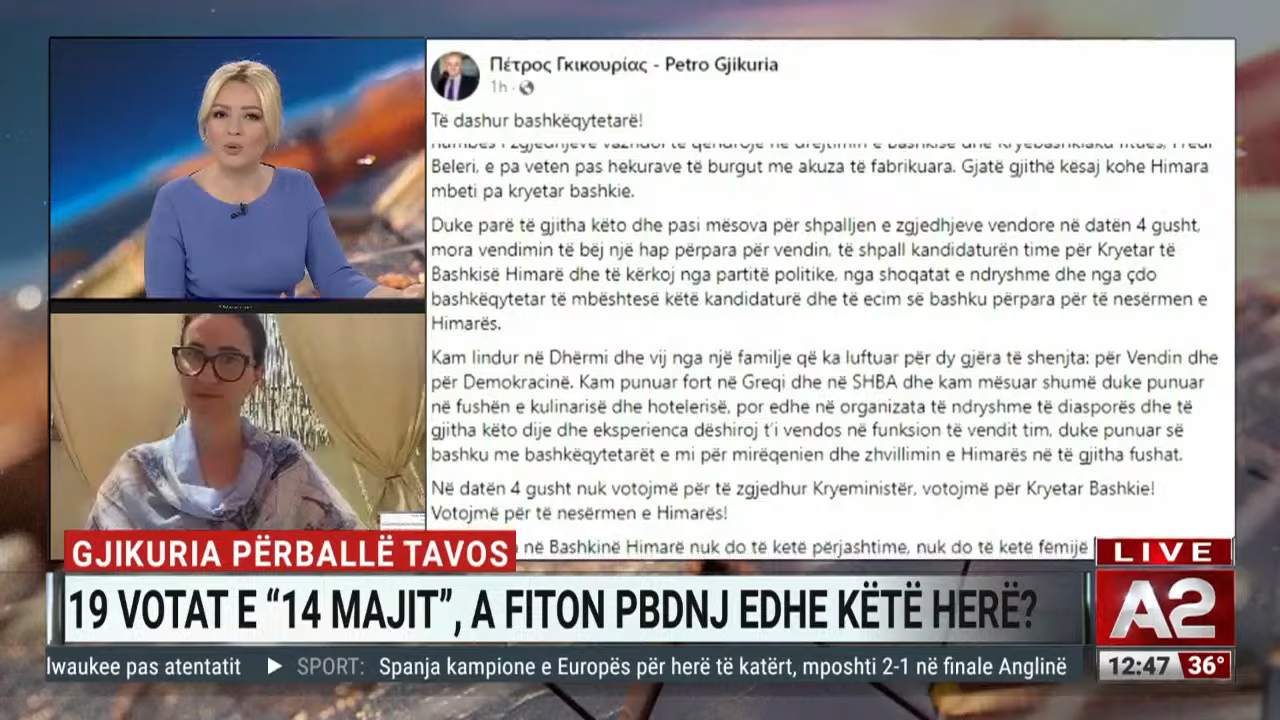 Πέτρος Γκικουρίας - Petro Gjikuria
1h ·
Të dashur bashkëqytetarë!
Beleri, e pa veten pas hekurave të burgut me akuza të fabrikuara. Gjatë gjithë kësaj kohe Himara
mbeti pa kryetar bashkie.
Duke parë të gjitha këto dhe pasi mësova për shpalljen e zgjedhjeve vendore në datën 4 gusht,
mora vendimin të bëj një hap përpara për vendin, të shpall kandidaturën time për Kryetar të
Bashkisë Himarë dhe të kërkoj nga partitë politike, nga shoqatat e ndryshme dhe nga çdo
bashkëqytetar të mbështesë këtë kandidaturë dhe të ecim së bashku përpara për të nesërmen e
Himarës.
Kam lindur në Dhërmi dhe vij nga një familje që ka luftuar për dy gjëra të shenjta: për Vendin dhe
për Demokracinë. Kam punuar fort në Greqi dhe në SHBA dhe kam mësuar shumë duke punuar
në fushën e kulinarisë dhe hotelerisë, por edhe në organizata të ndryshme të diasporës dhe të
gjitha këto dije dhe eksperienca dëshiroj t'i vendos në funksion të vendit tim, duke punuar së
bashku me bashkëqytetarët e mi për mirëqenien dhe zhvillimin e Himarës në të gjitha fushat.
Në datën 4 gusht nuk votojmë për të zgjedhur Kryeministër, votojmë për Kryetar Bashkie!
Votojmë për të nesërmen e Himarës!
në Bashkinë Himarë nuk do të ketë përjashtime, nuk do të ketë fëmijë
GJIKURIA PËRBALLË TAVOS
19 VOTAT E “14 MAJIT”, A FITON PBDNJ EDHE KËTË HERË?
LIVE
A2
12:47 36°
lwaukee pas atentatit ▶ SPORT: Spanja kampione e Europës për herë të katërt, mposhti 2-1 në finale Anglinë